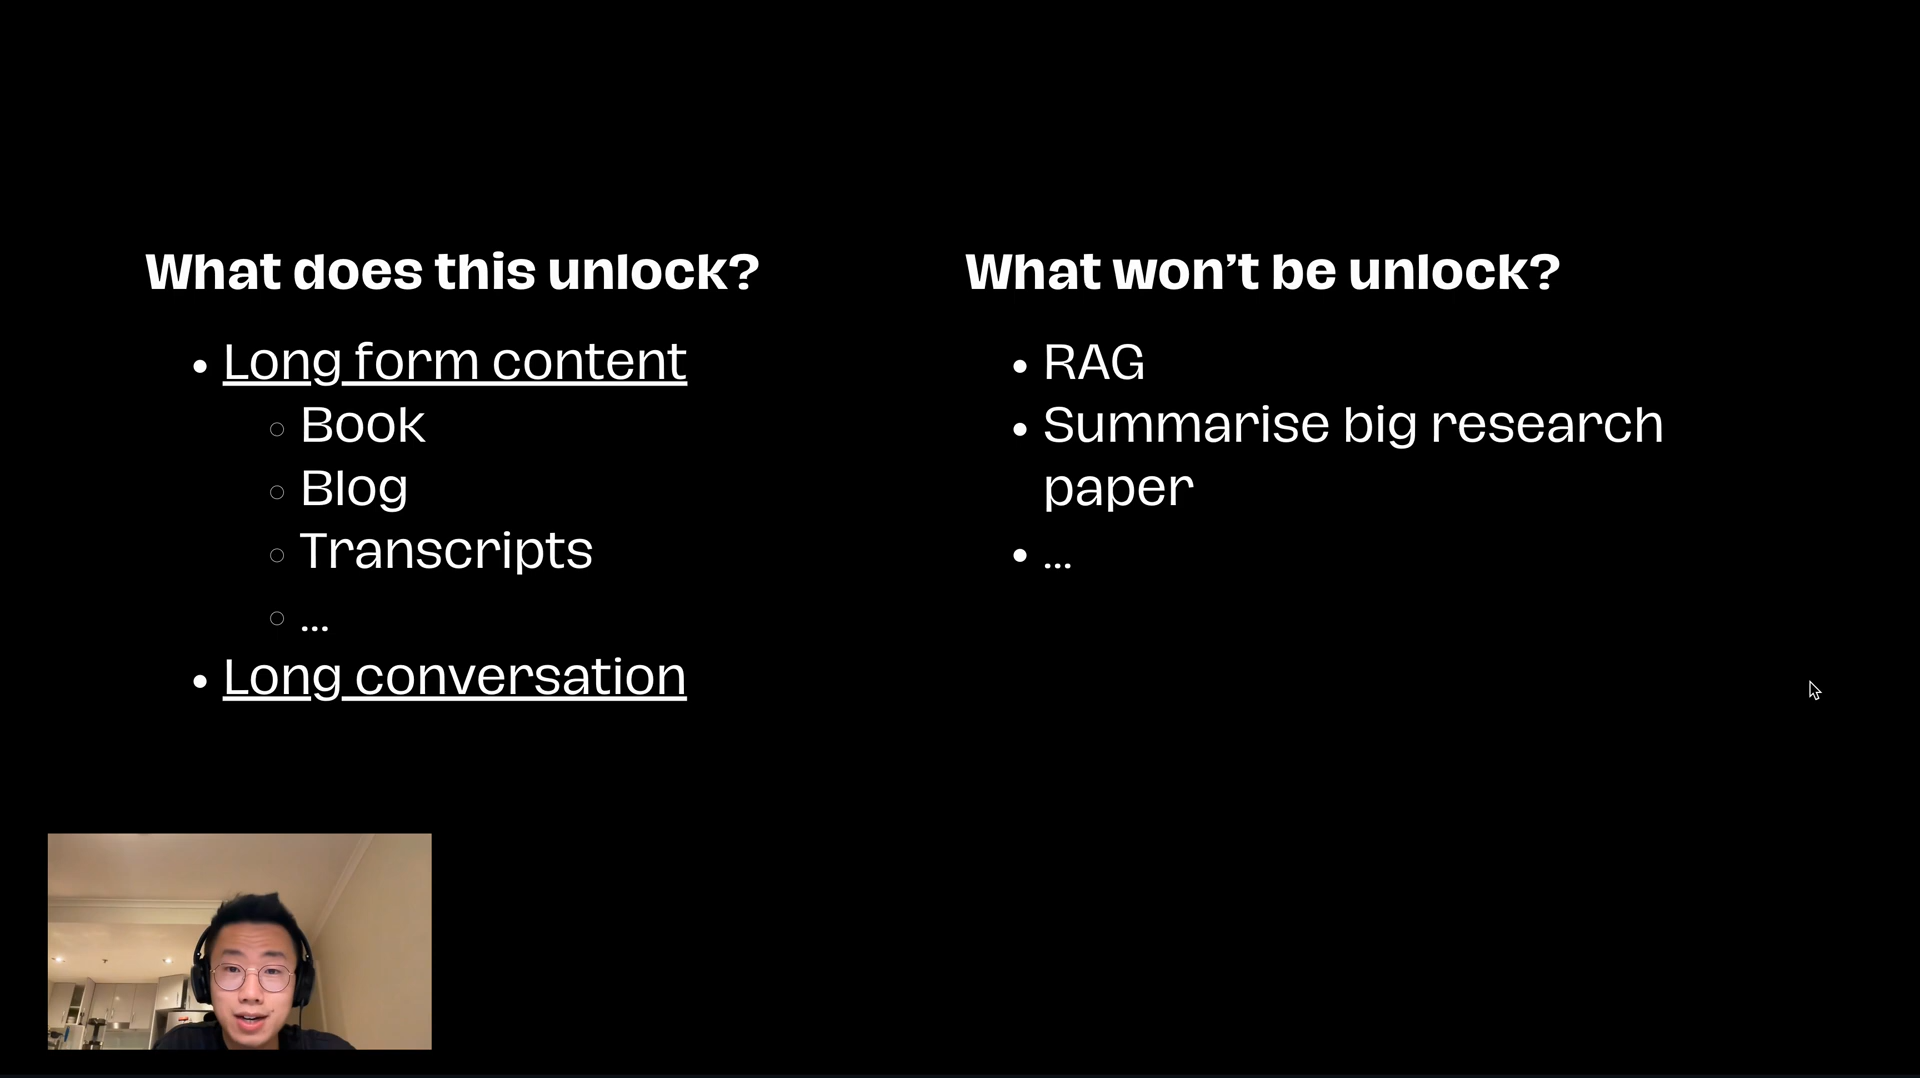 What does this unlock?
• Long form content
○ Book
○ Blog
○ Transcripts
○ ...
• Long conversation
What won’t be unlock?
• RAG
• Summarise big research
paper
• ...